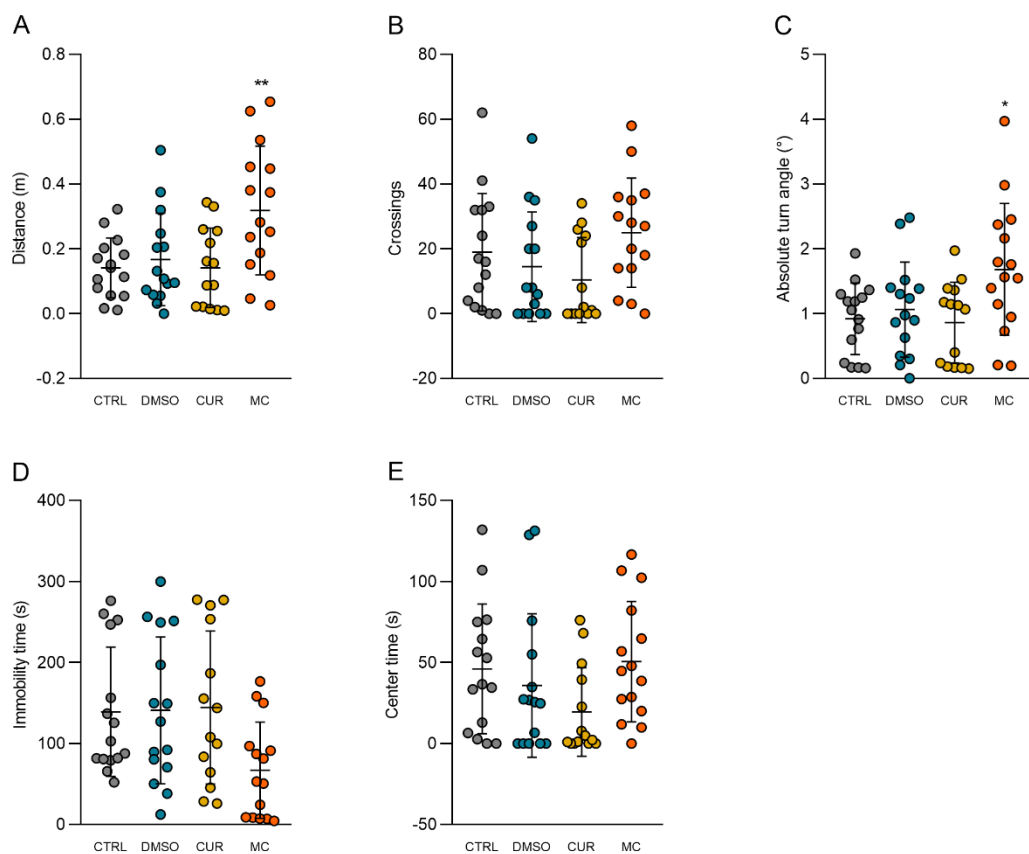 A
Distance (m)
0.8
0.6
0.4
0.2
0.0
-0.2
**
CTRL DMSO CUR MC
B
Crossings
80
60
40
20
0
-20
CTRL DMSO CUR MC
C
Absolute turn angle (°)
5
4
3
2
1
0
*
CTRL DMSO CUR MC
D
Immobility time (s)
400
300
200
100
0
CTRL DMSO CUR MC
E
Center time (s)
150
100
50
0
-50
CTRL DMSO CUR MC